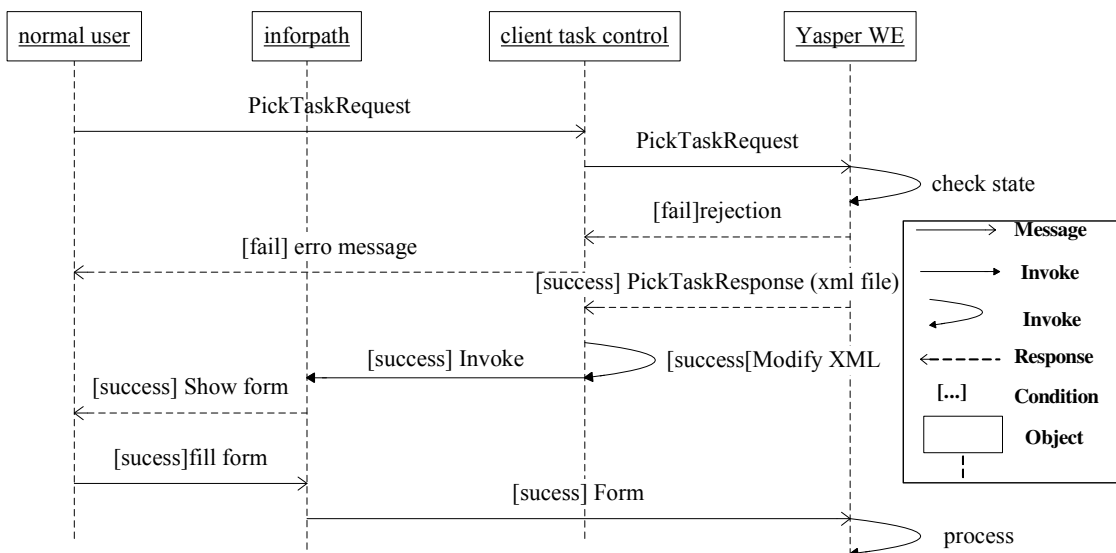 normal user
inforpath
client task control
Yasper WE
PickTaskRequest
PickTaskRequest
check state
[fail]rejection
[fail] erro message
[success] PickTaskResponse (xml file)
[success] Invoke
[success[Modify XML
[success] Show form
[sucess]fill form
[sucess] Form
process
Message
Invoke
Invoke
Response
[...] Condition
Object